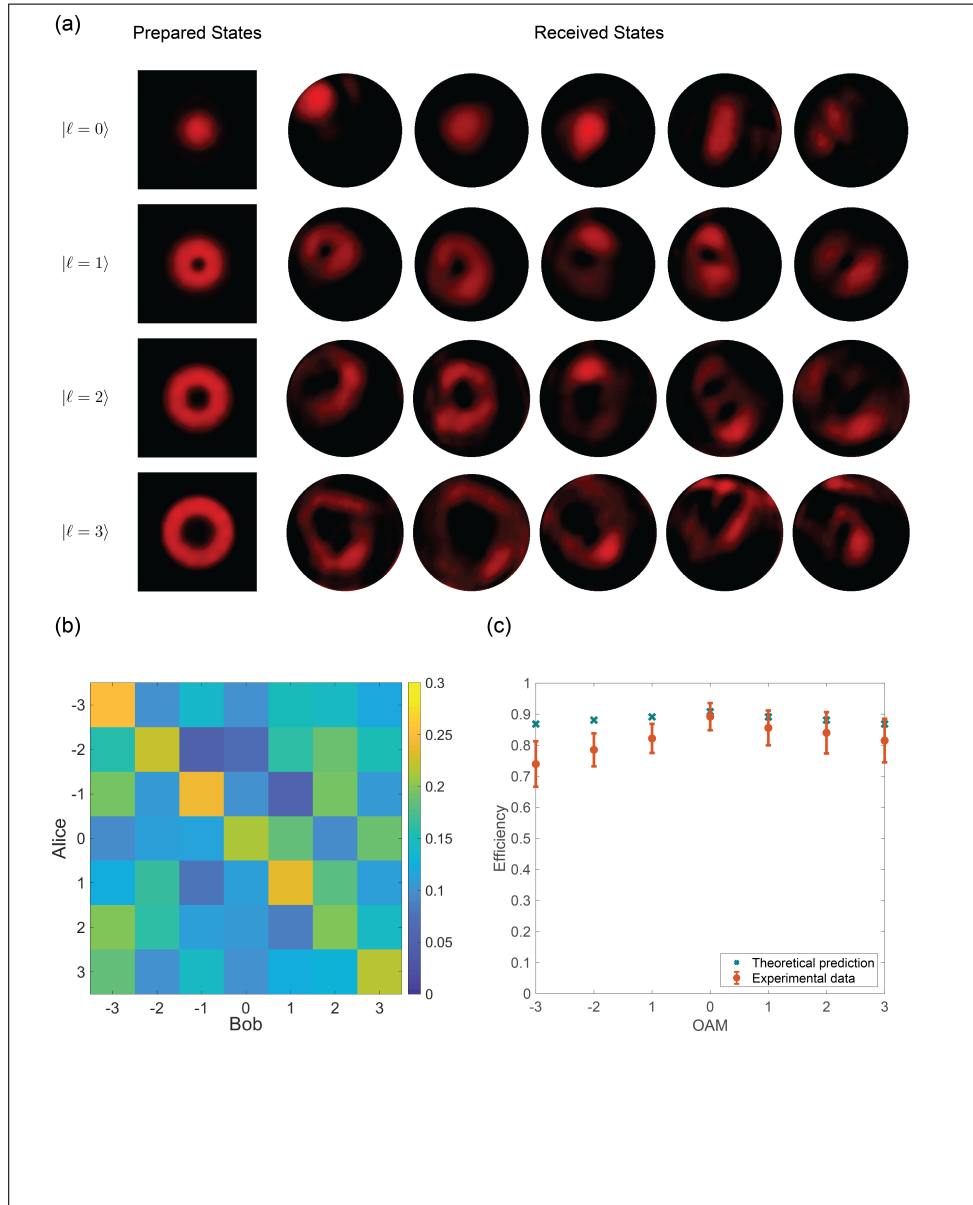 (a)
Prepared States
Received States
|ℓ = 0⟩
|ℓ = 1⟩
|ℓ = 2⟩
|ℓ = 3⟩
(b)
-3
-2
-1
0
1
2
3
Alice
-3 -2 -1 0 1 2 3
Bob
0.3
0.25
0.2
0.15
0.1
0.05
0
(c)
1
0.9
0.8
0.7
0.6
0.5
0.4
0.3
0.2
0.1
0
Efficiency
Theoretical prediction
Experimental data
-3 -2 -1 0 1 2 3
OAM